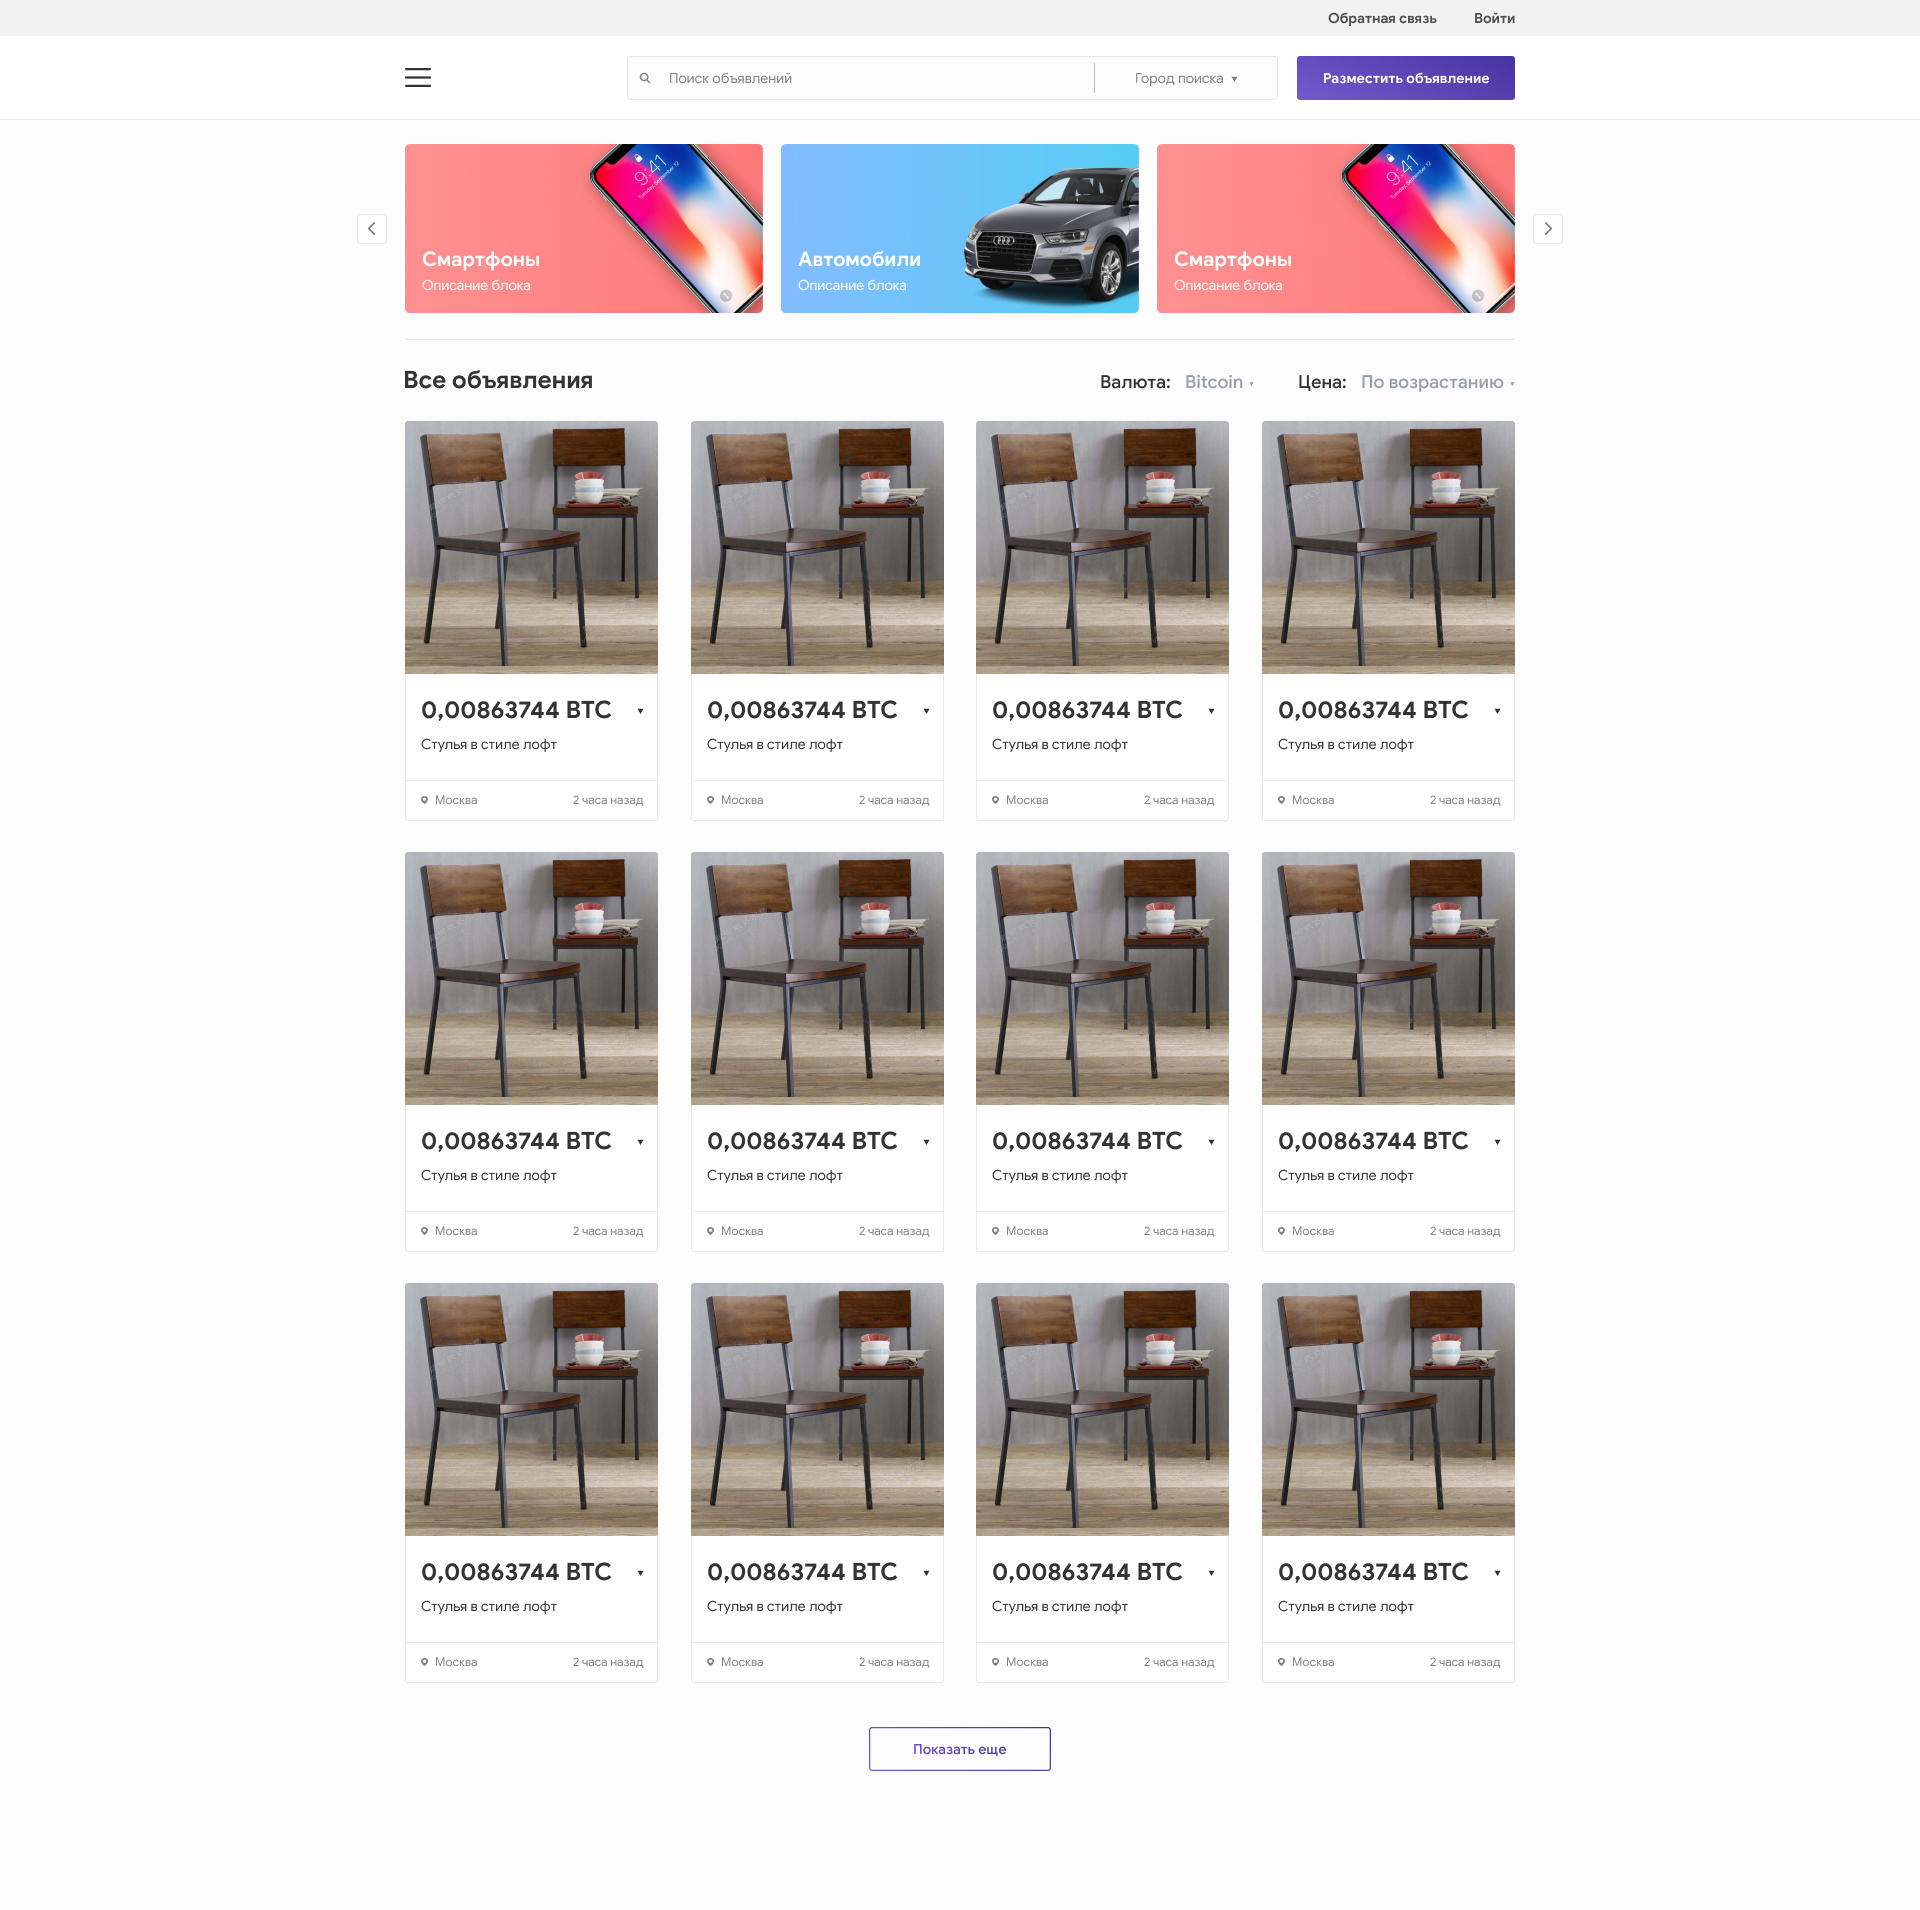 Обратная связь Войти
Поиск объявлений Город поиска Разместить объявление
9:41 9:41
Tuesday, September 12 Tuesday, September 12
Смартфоны Автомобили Смартфоны
Описание блока Описание блока Описание блока
Все объявления Валюта: Bitcoin Цена: По возрастанию
0,00863744 BTC 0,00863744 BTC 0,00863744 BTC 0,00863744 BTC
Стулья в стиле лофт Стулья в стиле лофт Стулья в стиле лофт Стулья в стиле лофт
Москва 2 часа назад Москва 2 часа назад Москва 2 часа назад Москва 2 часа назад
0,00863744 BTC 0,00863744 BTC 0,00863744 BTC 0,00863744 BTC
Стулья в стиле лофт Стулья в стиле лофт Стулья в стиле лофт Стулья в стиле лофт
Москва 2 часа назад Москва 2 часа назад Москва 2 часа назад Москва 2 часа назад
0,00863744 BTC 0,00863744 BTC 0,00863744 BTC 0,00863744 BTC
Стулья в стиле лофт Стулья в стиле лофт Стулья в стиле лофт Стулья в стиле лофт
Москва 2 часа назад Москва 2 часа назад Москва 2 часа назад Москва 2 часа назад
Показать еще